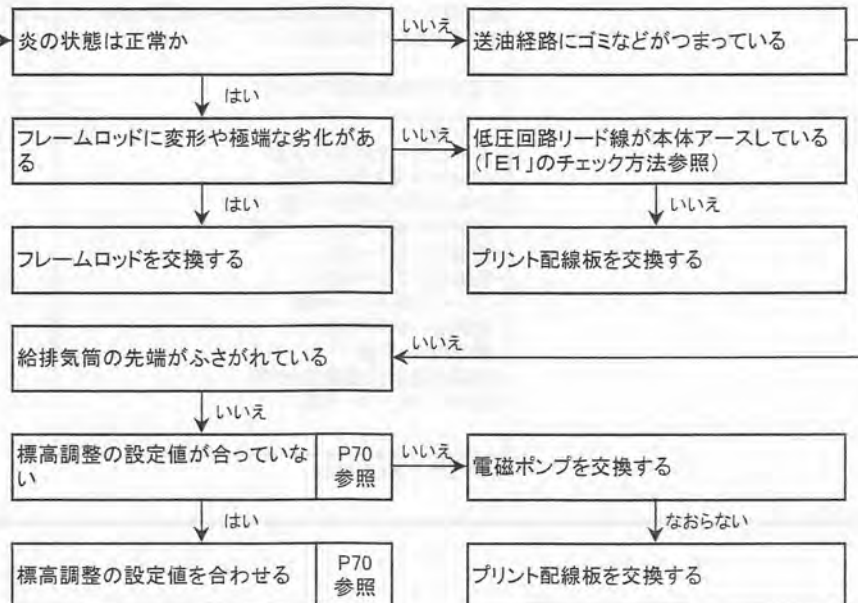 炎の状態は正常か
いいえ
送油経路にゴミなどがつまっている
はい
フレームロッドに変形や極端な劣化があ
る
いいえ
低圧回路リード線が本体アースしている
(「E1」のチェック方法参照)
はい
いいえ
フレームロッドを交換する
プリント配線板を交換する
いいえ
給排気筒の先端がふさがれている
いいえ
標高調整の設定値が合っていな
い
P70
参照
いいえ
電磁ポンプを交換する
はい
なおらない
標高調整の設定値を合わせる
P70
参照
プリント配線板を交換する